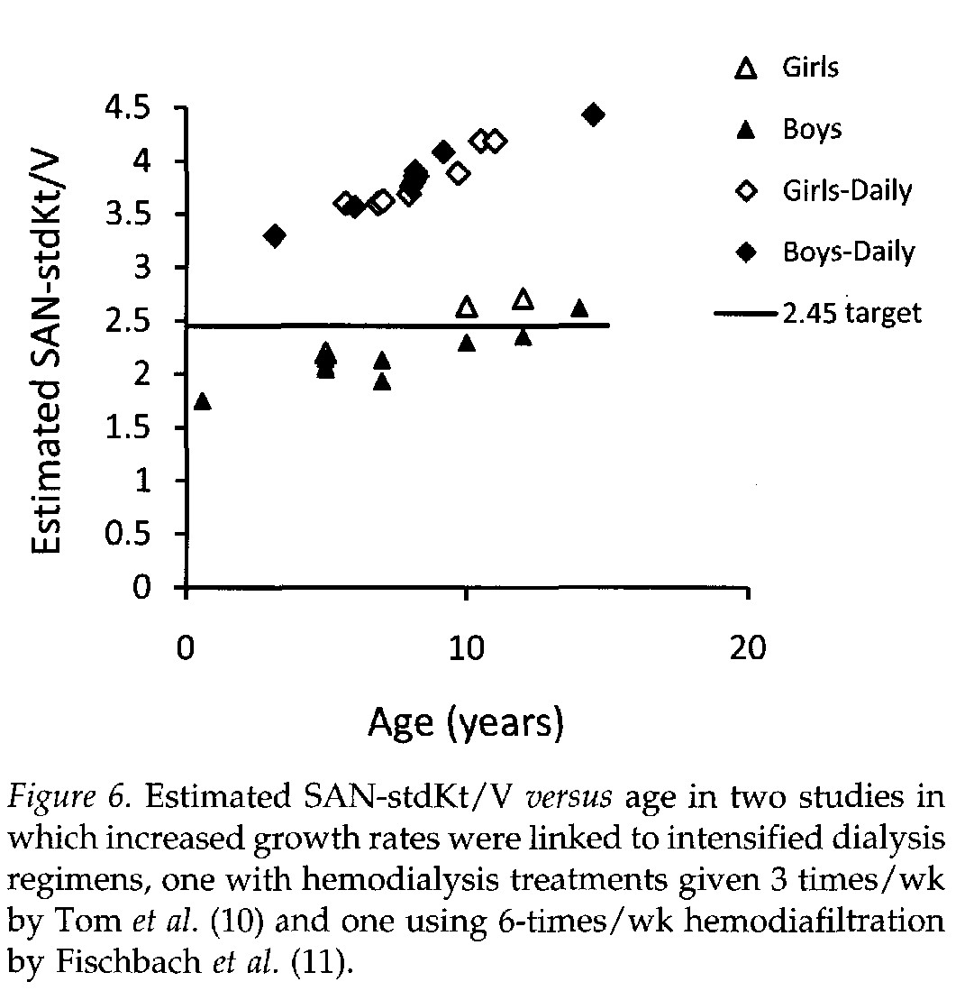 Girls
Boys
Girls-Daily
Boys-Daily
2.45 target
Estimated SAN-stdKt/V
4.5
4
3.5
3
2.5
2
1.5
1
0.5
0
0
10
20
Age (years)
Figure 6. Estimated SAN-stdKt/V versus age in two studies in
which increased growth rates were linked to intensified dialysis
regimens, one with hemodialysis treatments given 3 times/wk
by Tom et al. (10) and one using 6-times/wk hemodiafiltration
by Fischbach et al. (11).